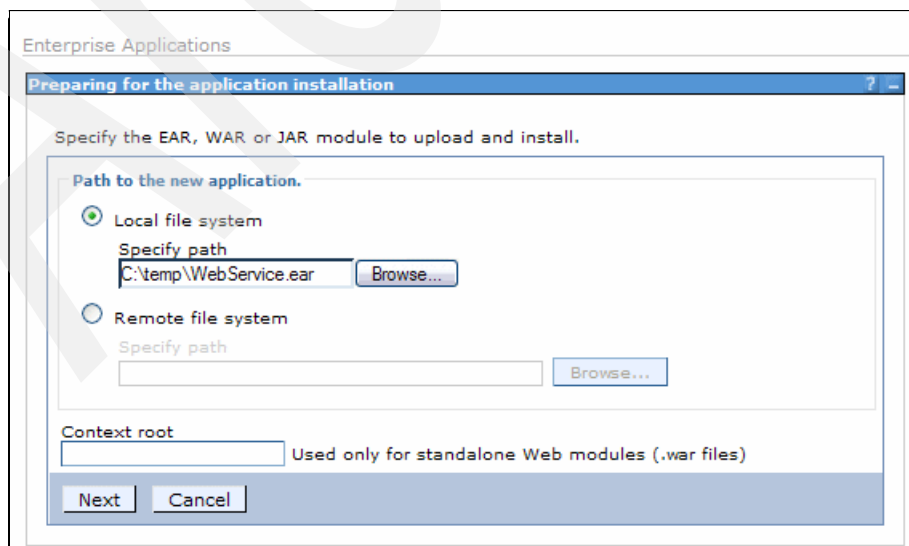 Enterprise Applications
Preparing for the application installation ? –
Specify the EAR, WAR or JAR module to upload and install.
Path to the new application.
Local file system
Specify path
C:\temp\WebService.ear Browse...
Remote file system
Specify path
Browse...
Context root
Used only for standalone Web modules (.war files)
Next Cancel